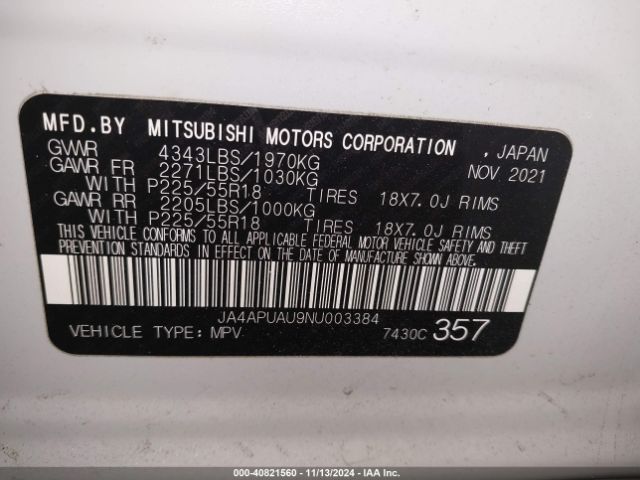 MFD.BY MITSUBISHI MOTORS CORPORATION , JAPAN
GVWR 4343LBS/1970KG NOV 2021
GAWR FR 2271LBS/1030KG
WITH P225/55R18 TIRES 18X7.0J RIMS
GAWR RR 2205LBS/1000KG
WITH P225/55R18 TIRES 18X7.0J RIMS
THIS VEHICLE CONFORMS TO ALL APPLICABLE FEDERAL MOTOR VEHICLE SAFETY AND THEFT
PREVENTION STANDARDS IN EFFECT ON THE DATE OF MANUFACTURE SHOWN ABOVE.
JA4APUAU9NU003384
VEHICLE TYPE: MPV 7430C 357
000-40821560 - 11/13/2024 - IAA Inc.